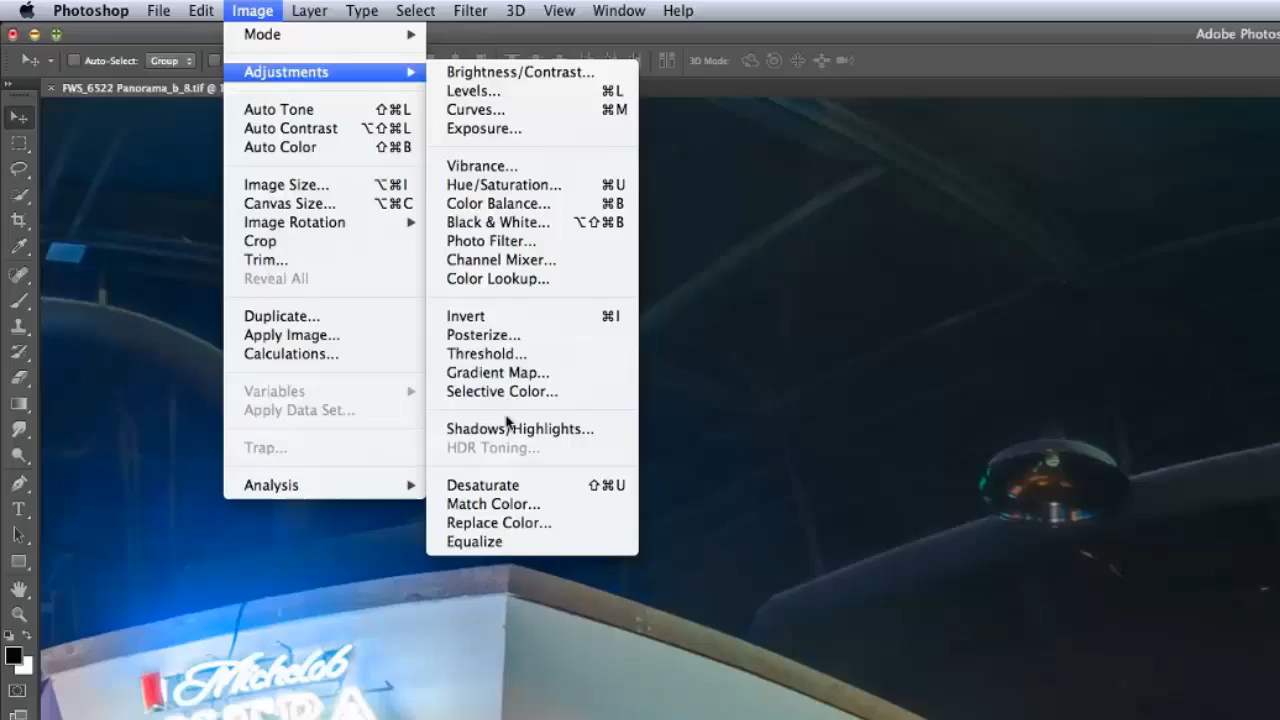 Photoshop File Edit Image Layer Type Select Filter 3D View Window Help
Adobe Photos
Auto-Select: Group 3D Mode:
FWS_6522 Panorama_b_8.tif @
Mode
Adjustments
Auto Tone ⇧⌘L
Auto Contrast ⌥⇧⌘L
Auto Color ⇧⌘B
Image Size... ⌥⌘I
Canvas Size... ⌥⌘C
Image Rotation
Crop
Trim...
Reveal All
Duplicate...
Apply Image...
Calculations...
Variables
Apply Data Set...
Trap...
Analysis
Brightness/Contrast...
Levels... ⌘L
Curves... ⌘M
Exposure...
Vibrance...
Hue/Saturation... ⌘U
Color Balance... ⌘B
Black & White... ⌥⇧⌘B
Photo Filter...
Channel Mixer...
Color Lookup...
Invert ⌘I
Posterize...
Threshold...
Gradient Map...
Selective Color...
Shadows/Highlights...
HDR Toning...
Desaturate ⇧⌘U
Match Color...
Replace Color...
Equalize
Michelob